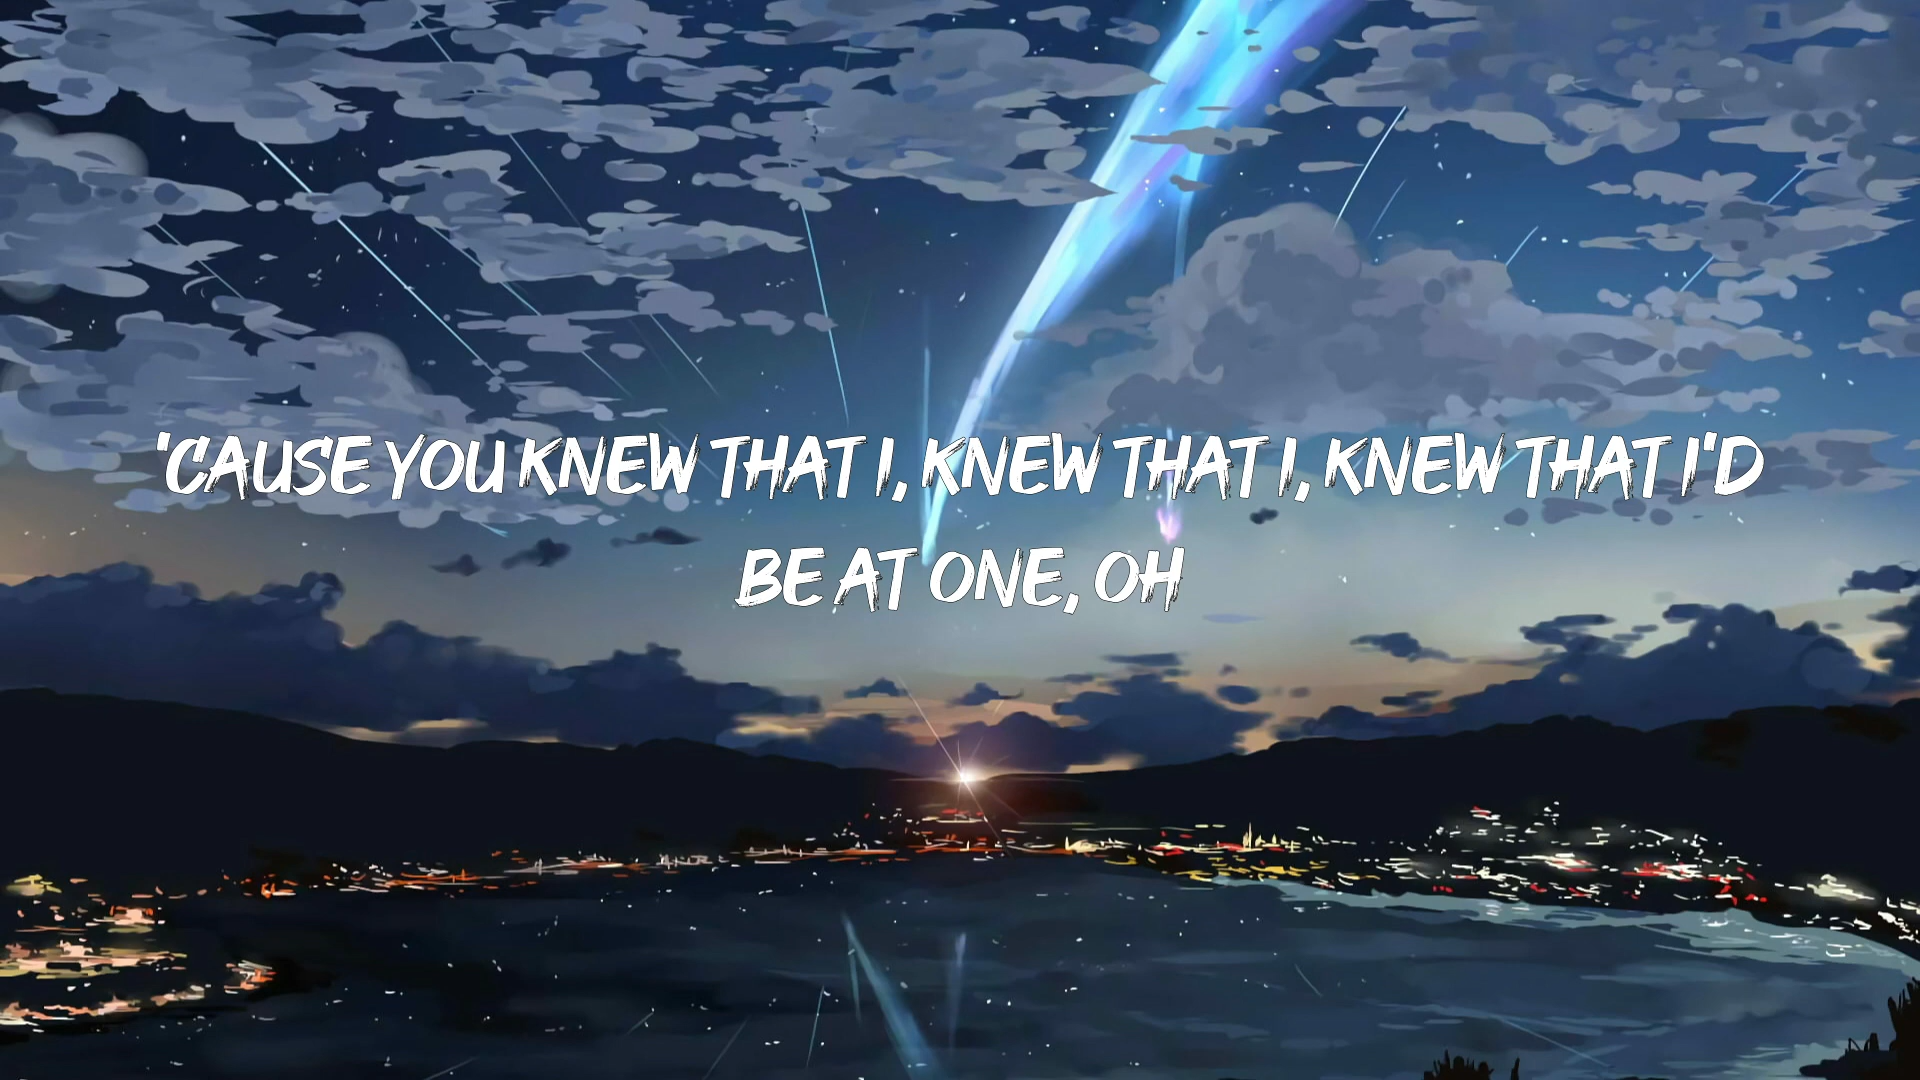 'CAUSE YOU KNEW THAT I, KNEW THAT I, KNEW THAT I'D
BE AT ONE, OH